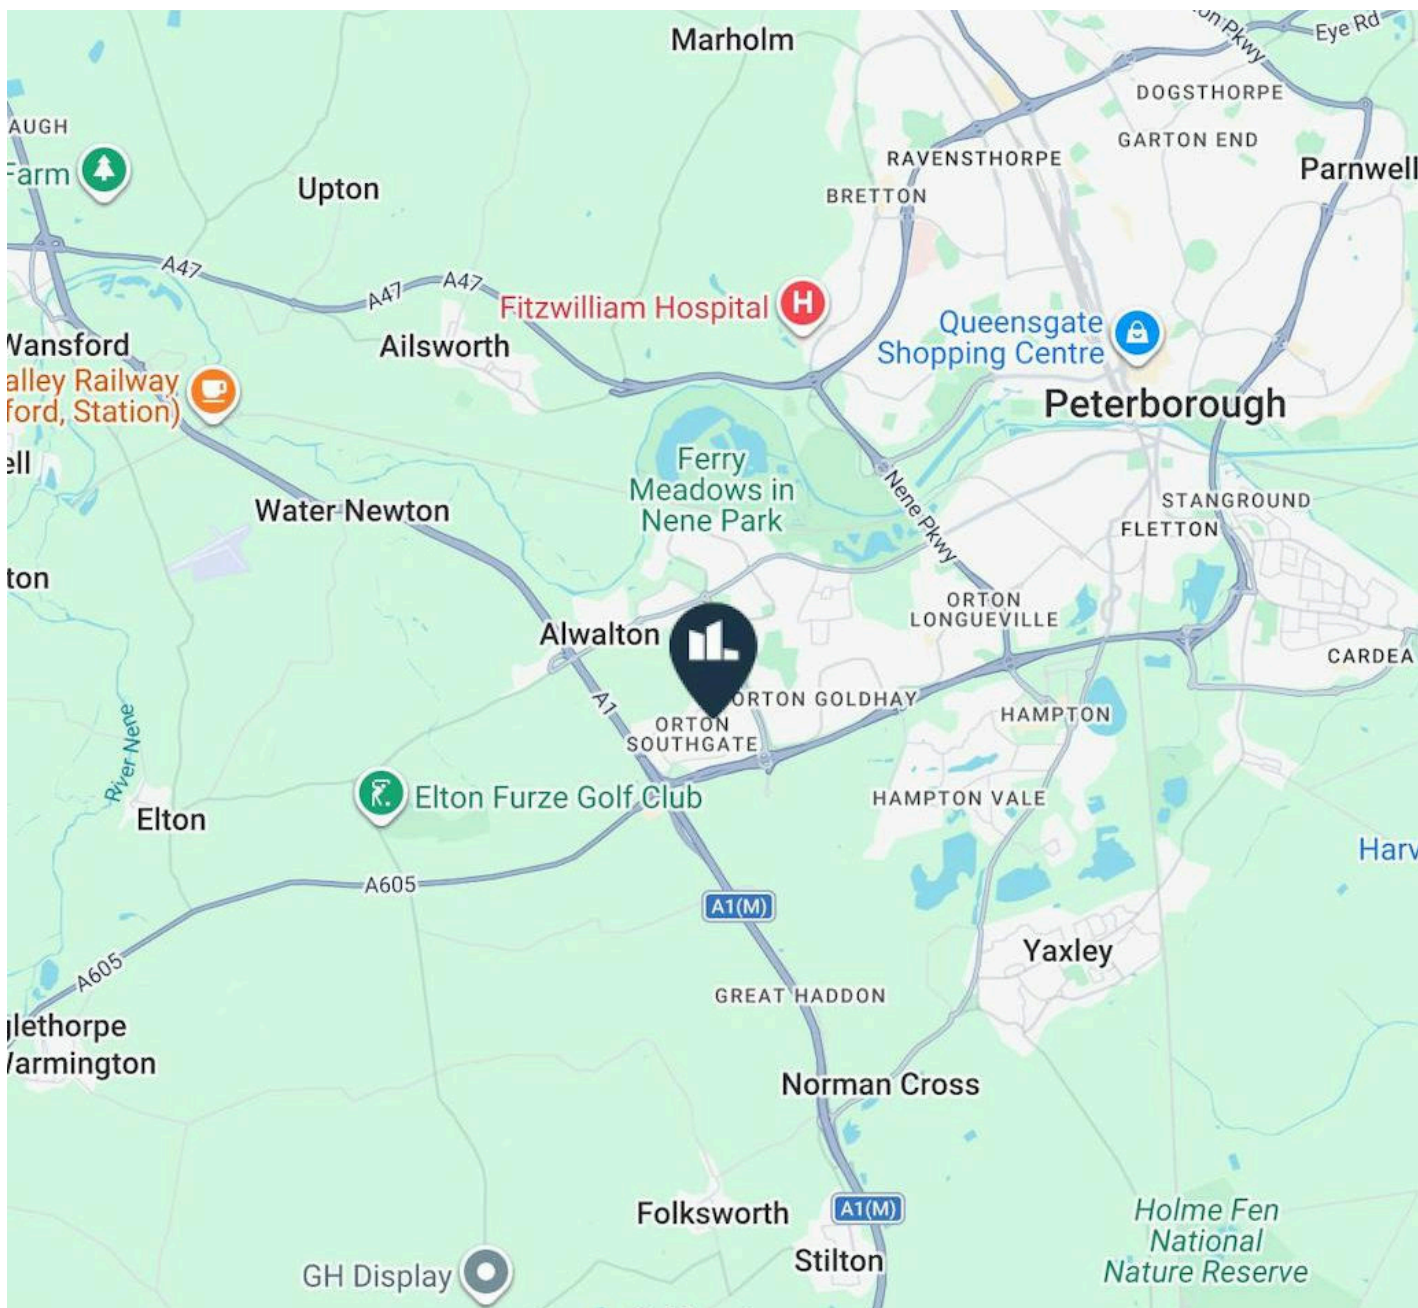 on Pkwy
Eye Rd
Marholm
DOGSTHORPE
AUGH
GARTON END
RAVENSTHORPE
Farm
Parnwell
Upton
BRETTON
A47
A47
A47
Fitzwilliam Hospital
H
Queensgate
Shopping Centre
Wansford
Ailsworth
alley Railway
ford, Station)
Peterborough
Ferry
Meadows in
Nene Park
ell
Nene Pkwy
Water Newton
STANGROUND
FLETTON
ton
ORTON
LONGUEVILLE
Alwalton
CARDEA
A1
ORTON GOLDHAY
HAMPTON
ORTON
SOUTHGATE
River Nene
Elton Furze Golf Club
HAMPTON VALE
Elton
Harv
A605
A1(M)
Yaxley
A605
GREAT HADDON
glethorpe
Warmington
Norman Cross
Folksworth
A1(M)
Holme Fen
National
Nature Reserve
Stilton
GH Display